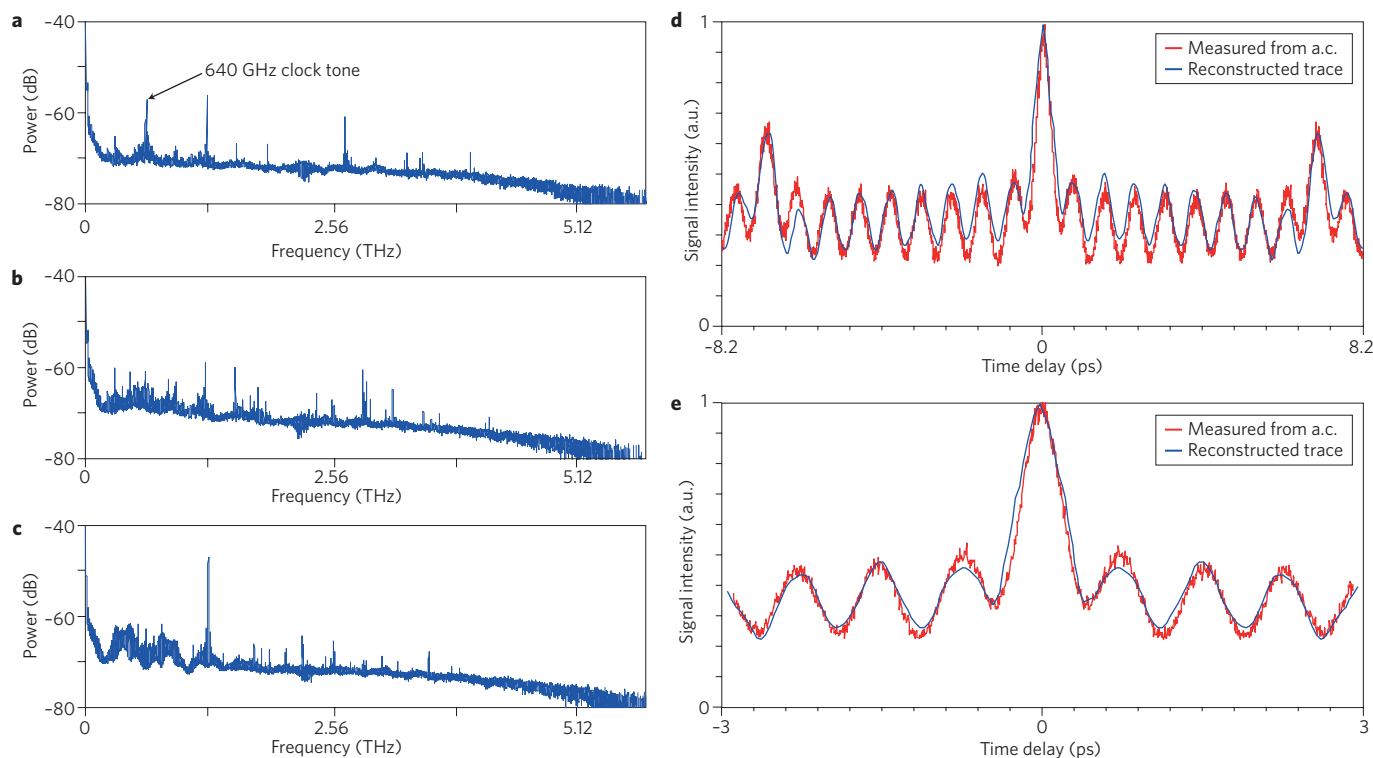 a
−40
−60
−80
Power (dB)
640 GHz clock tone
0
2.56
5.12
Frequency (THz)
b
−40
−60
−80
Power (dB)
0
2.56
5.12
Frequency (THz)
c
−40
−60
−80
Power (dB)
0
2.56
5.12
Frequency (THz)
d
1
0
Signal intensity (a.u.)
Measured from a.c.
Reconstructed trace
−8.2
0
8.2
Time delay (ps)
e
1
0
Signal intensity (a.u.)
Measured from a.c.
Reconstructed trace
−3
0
3
Time delay (ps)